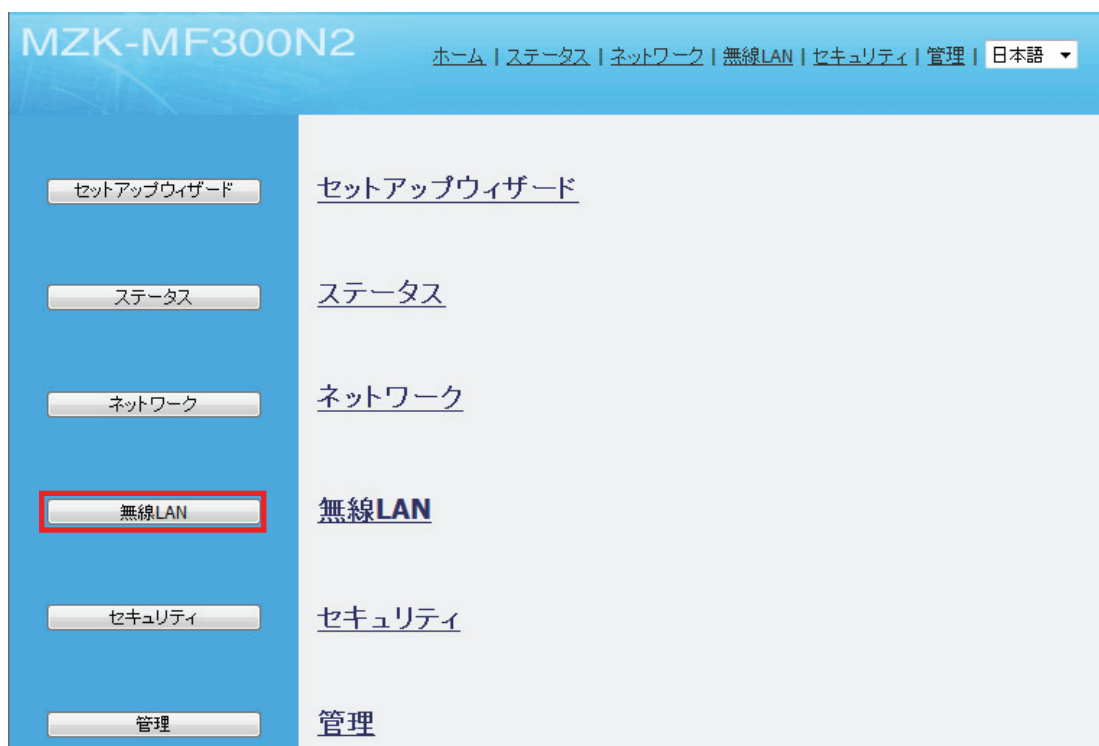 MZK-MF300N2
ホーム | ステータス | ネットワーク | 無線LAN | セキュリティ | 管理 | 日本語
セットアップウィザード セットアップウィザード
ステータス ステータス
ネットワーク ネットワーク
無線LAN 無線LAN
セキュリティ セキュリティ
管理 管理